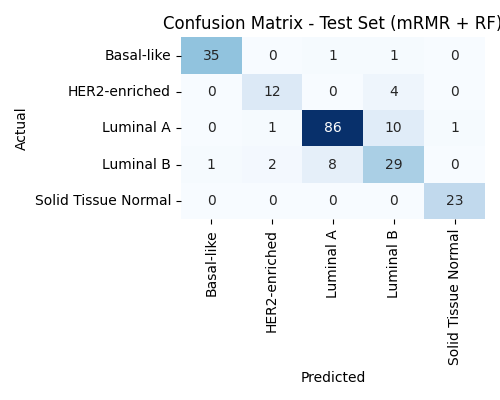 Confusion Matrix - Test Set (mRMR + RF)
Actual
Basal-like 35 0 1 1 0
HER2-enriched 0 12 0 4 0
Luminal A 0 1 86 10 1
Luminal B 1 2 8 29 0
Solid Tissue Normal 0 0 0 0 23
Basal-like
HER2-enriched
Luminal A
Luminal B
Solid Tissue Normal
Predicted